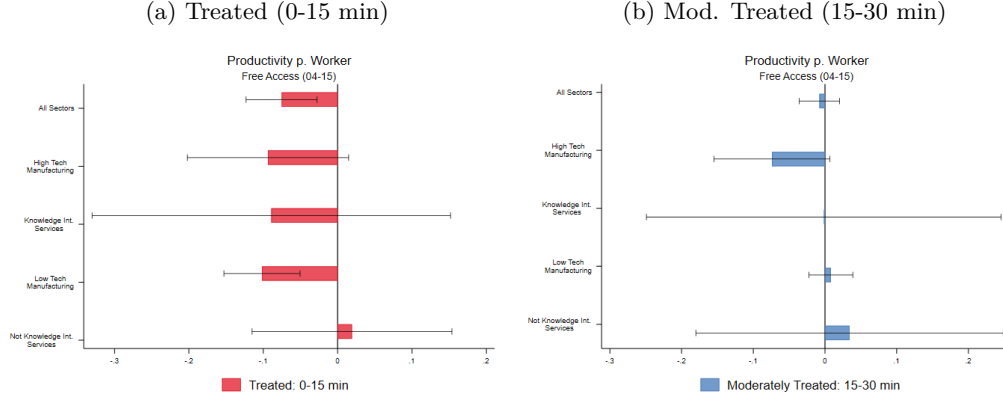 (a) Treated (0-15 min)
Productivity p. Worker
Free Access (04-15)
All Sectors
High Tech
Manufacturing
Knowledge Int.
Services
Low Tech
Manufacturing
Not Knowledge Int.
Services
-.3 -.2 -.1 0 .1 .2
Treated: 0-15 min
(b) Mod. Treated (15-30 min)
Productivity p. Worker
Free Access (04-15)
All Sectors
High Tech
Manufacturing
Knowledge Int.
Services
Low Tech
Manufacturing
Not Knowledge Int.
Services
-.3 -.2 -.1 0 .1 .2
Moderately Treated: 15-30 min